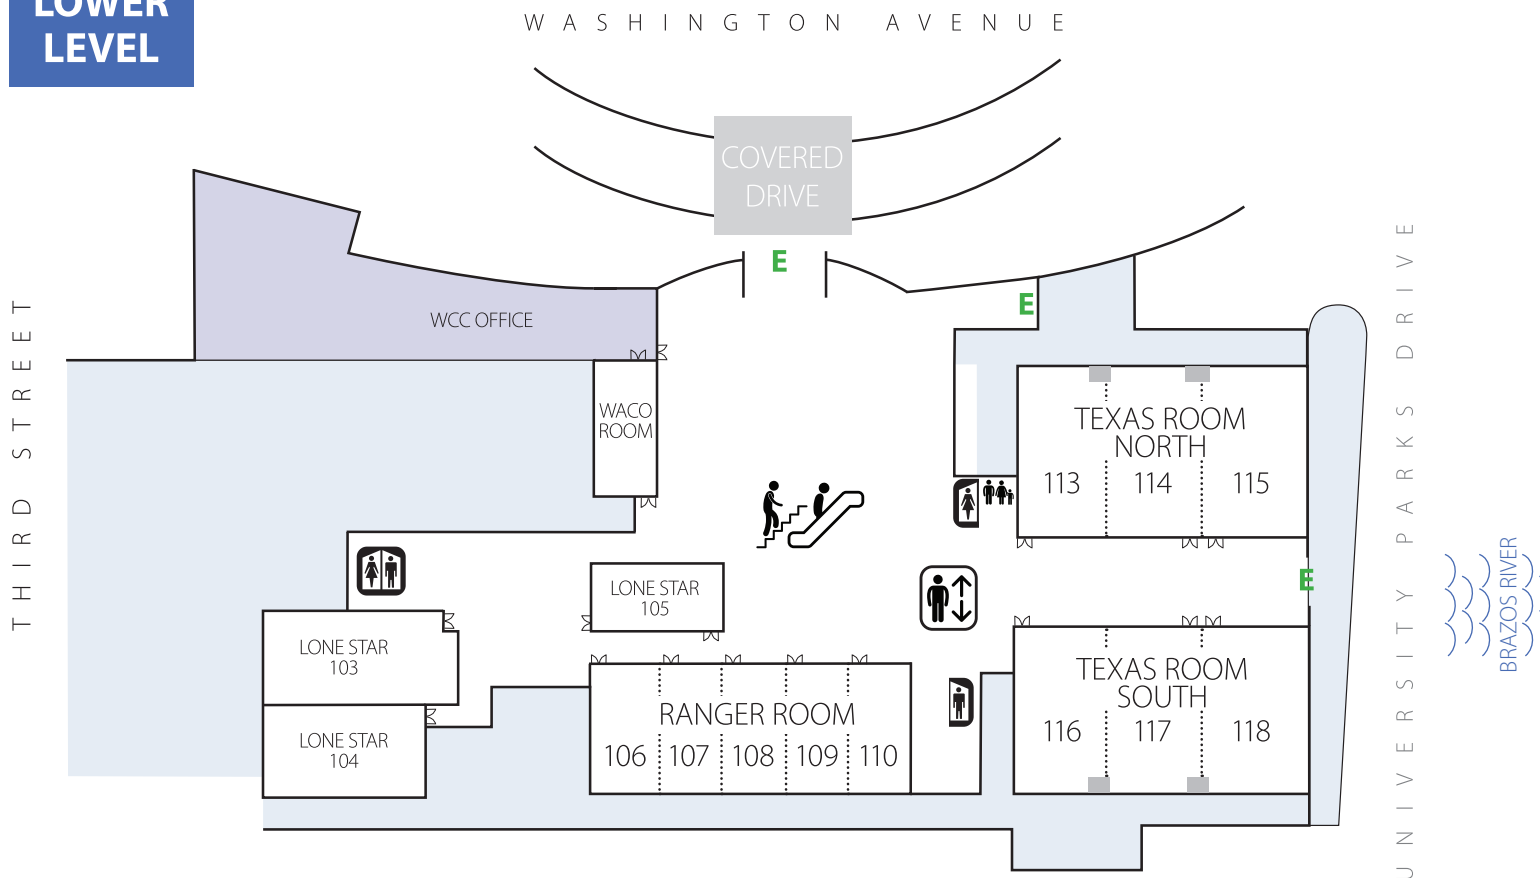 LOWER
LEVEL
WASHINGTON AVENUE
COVERED
DRIVE
E
E
WCC OFFICE
THIRD STREET
WACO
ROOM
TEXAS ROOM
NORTH
113 114 115
UNIVERSITY PARKS DRIVE
BRAZOS RIVER
E
LONE STAR
105
LONE STAR
103
LONE STAR
104
RANGER ROOM
106 107 108 109 110
TEXAS ROOM
SOUTH
116 117 118